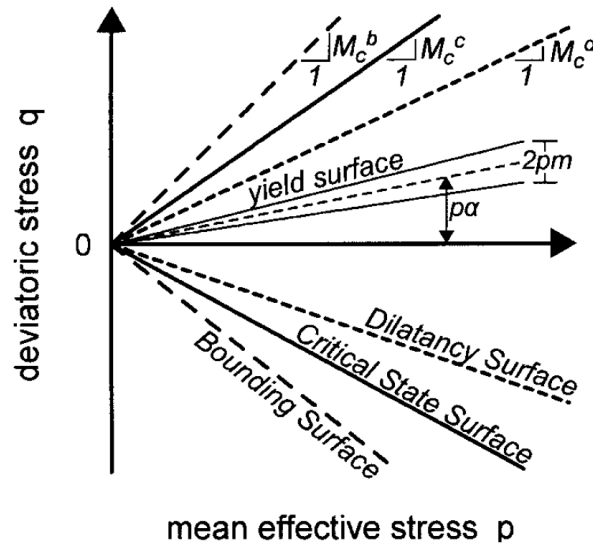 M_c^b
1
M_c^c
1
M_c^d
1
yield surface
2pm
pα
0
deviatoric stress q
Dilatancy Surface
Critical State Surface
Bounding Surface
mean effective stress p